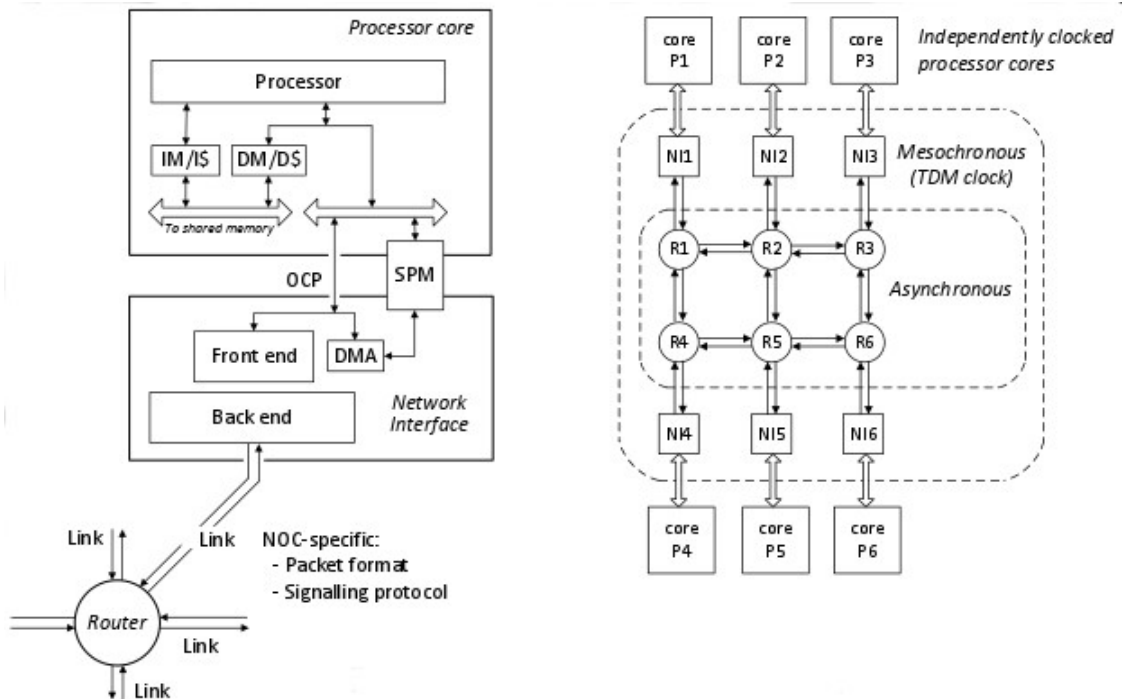 Processor core
Processor
IM/I$
DM/D$
To shared memory
OCP
SPM
Front end
DMA
Back end
Network
Interface
Link
Link
NOC-specific:
- Packet format
- Signalling protocol
Router
Link
Link
core
P1
core
P2
core
P3
Independently clocked
processor cores
NI1
NI2
NI3
Mesochronous
(TDM clock)
R1
R2
R3
Asynchronous
R4
R5
R6
NI4
NI5
NI6
core
P4
core
P5
core
P6